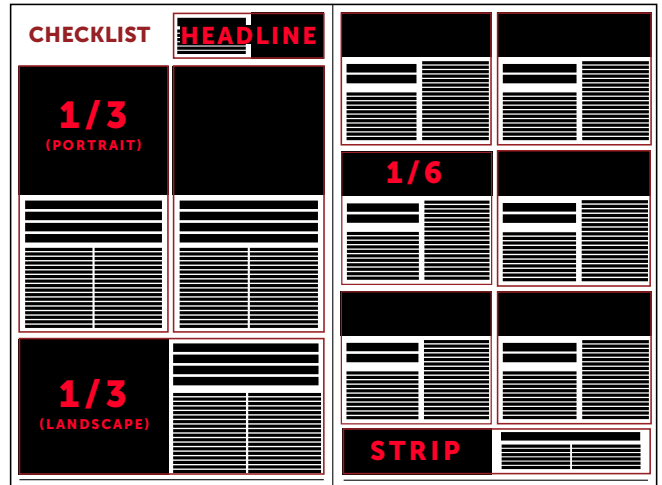 CHECKLIST
HEADLINE
1/3
(PORTRAIT)
1/3
(LANDSCAPE)
1/6
STRIP